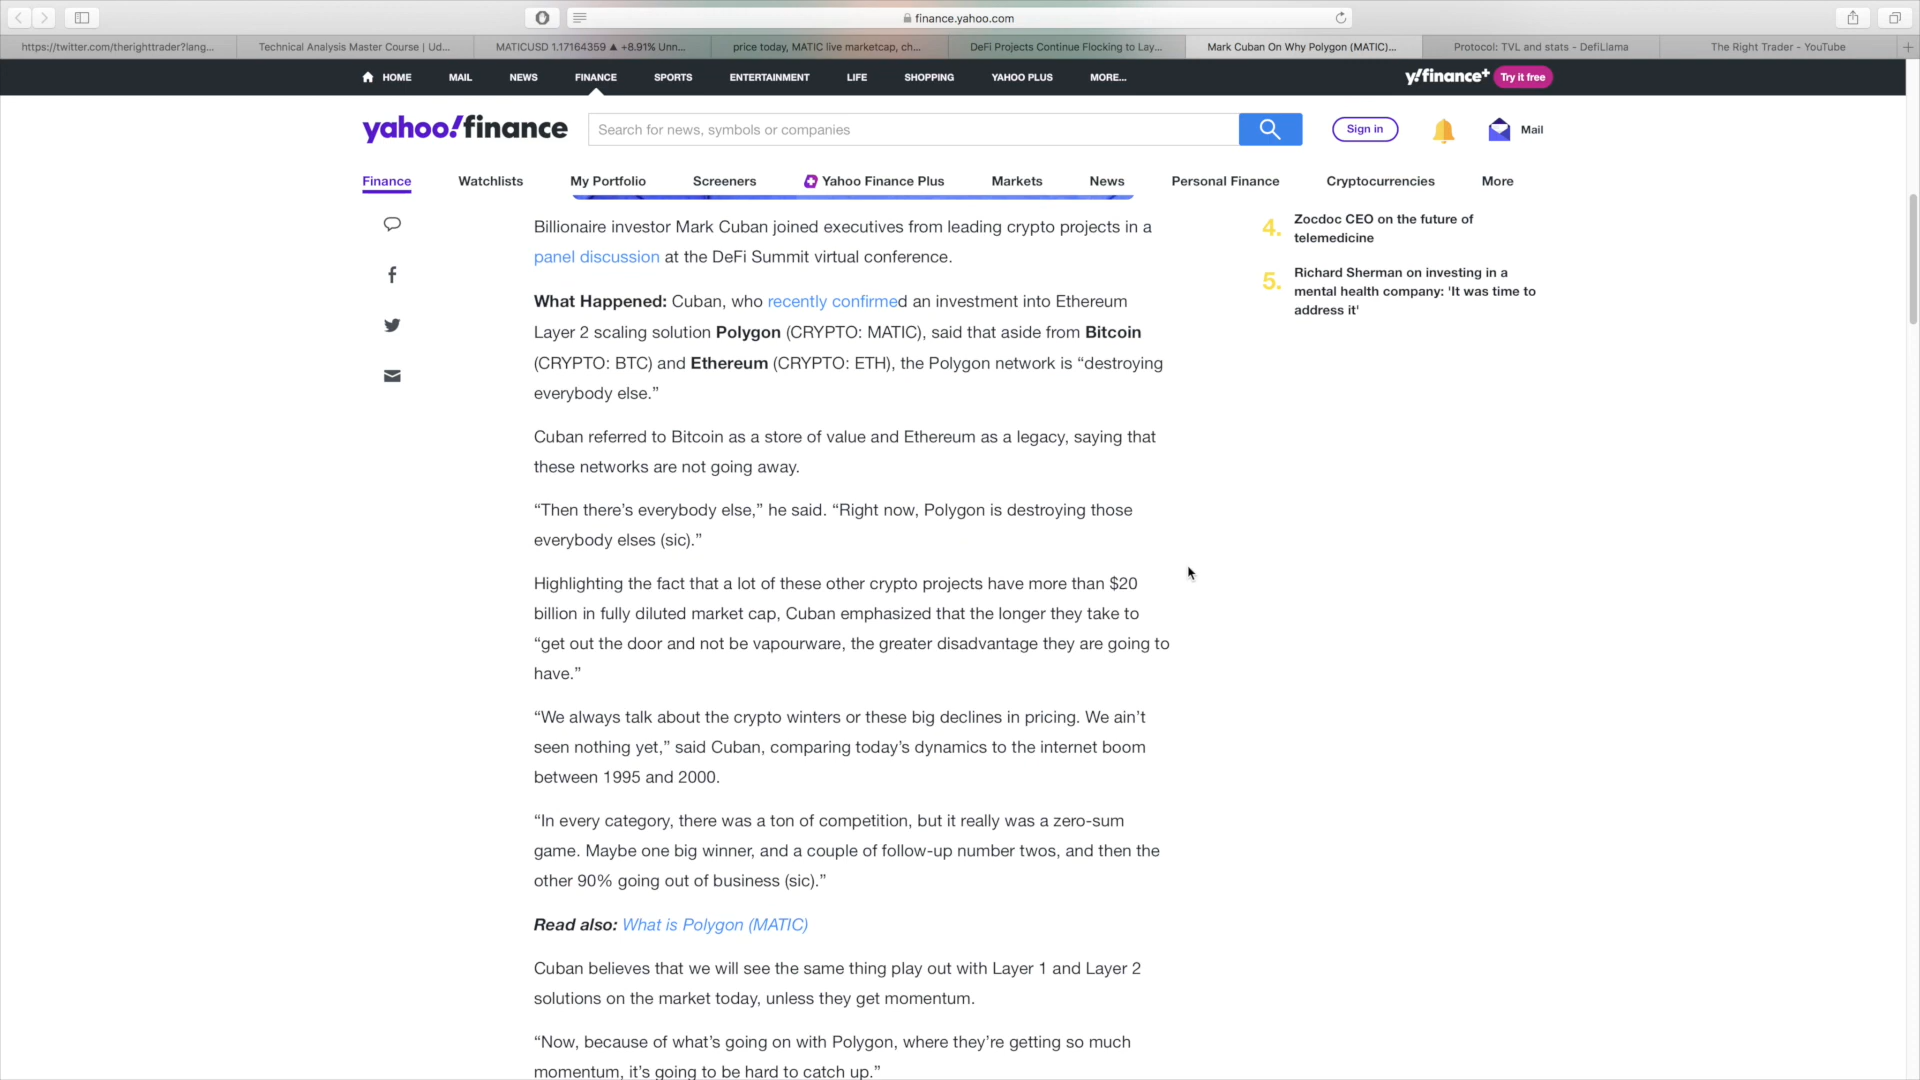 finance.yahoo.com
https://twitter.com/therighttrader?lang...
Technical Analysis Master Course | Ud...
MATICUSD 1.17164359 ▲ +8.91% Unn...
price today, MATIC live marketcap, ch...
DeFi Projects Continue Flocking to Lay...
Mark Cuban On Why Polygon (MATIC)...
Protocol: TVL and stats - DefiLlama
The Right Trader - YouTube
HOME MAIL NEWS FINANCE SPORTS ENTERTAINMENT LIFE SHOPPING YAHOO PLUS MORE...
y!finance+ Try it free
yahoo!finance
Search for news, symbols or companies
Sign in
Mail
Finance Watchlists My Portfolio Screeners Yahoo Finance Plus Markets News Personal Finance Cryptocurrencies More
Billionaire investor Mark Cuban joined executives from leading crypto projects in a
panel discussion at the DeFi Summit virtual conference.
What Happened: Cuban, who recently confirmed an investment into Ethereum
Layer 2 scaling solution Polygon (CRYPTO: MATIC), said that aside from Bitcoin
(CRYPTO: BTC) and Ethereum (CRYPTO: ETH), the Polygon network is “destroying
everybody else.”
Cuban referred to Bitcoin as a store of value and Ethereum as a legacy, saying that
these networks are not going away.
“Then there’s everybody else,” he said. “Right now, Polygon is destroying those
everybody elses (sic).”
Highlighting the fact that a lot of these other crypto projects have more than $20
billion in fully diluted market cap, Cuban emphasized that the longer they take to
“get out the door and not be vapourware, the greater disadvantage they are going to
have.”
“We always talk about the crypto winters or these big declines in pricing. We ain’t
seen nothing yet,” said Cuban, comparing today’s dynamics to the internet boom
between 1995 and 2000.
“In every category, there was a ton of competition, but it really was a zero-sum
game. Maybe one big winner, and a couple of follow-up number twos, and then the
other 90% going out of business (sic).”
Read also: What is Polygon (MATIC)
Cuban believes that we will see the same thing play out with Layer 1 and Layer 2
solutions on the market today, unless they get momentum.
“Now, because of what’s going on with Polygon, where they’re getting so much
momentum, it’s going to be hard to catch up.”
4. Zocdoc CEO on the future of
telemedicine
5. Richard Sherman on investing in a
mental health company: 'It was time to
address it'